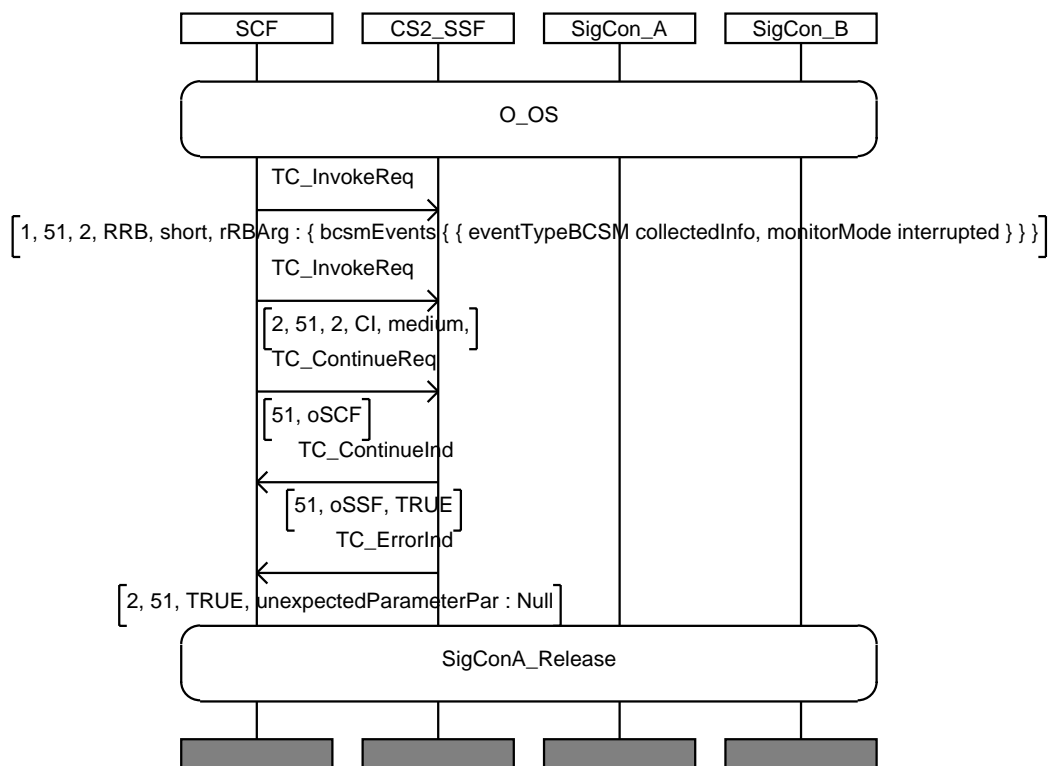 SCF CS2_SSF SigCon_A SigCon_B
O_OS
TC_InvokeReq
1, 51, 2, RRB, short, rRBArg : { bcsmEvents { { eventTypeBCSM collectedInfo, monitorMode interrupted } } }
TC_InvokeReq
2, 51, 2, CI, medium,
TC_ContinueReq
51, oSCF
TC_ContinueInd
51, oSSF, TRUE
TC_ErrorInd
2, 51, TRUE, unexpectedParameterPar : Null
SigConA_Release